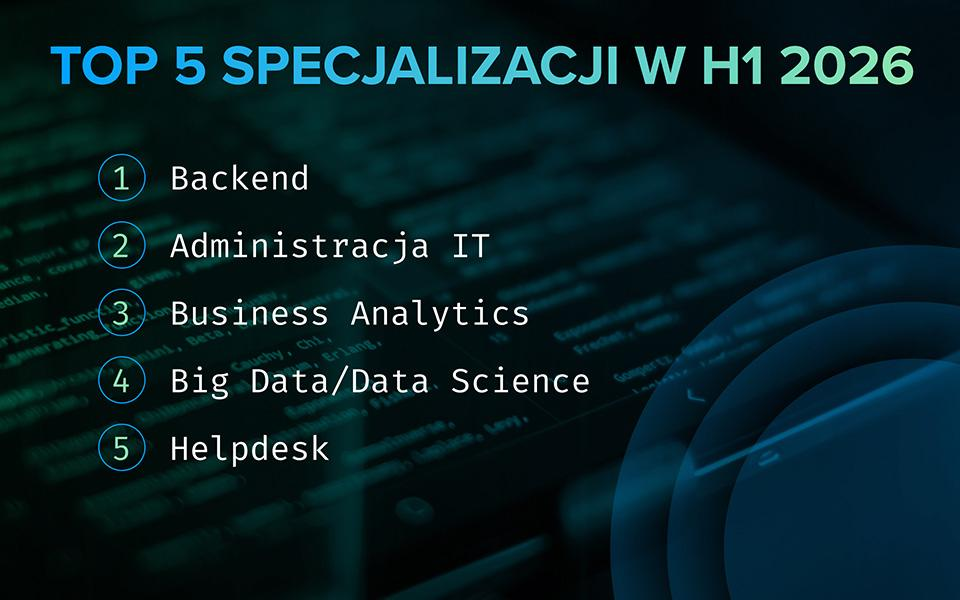 TOP 5 SPECJALIZACJI W H1 2026
1 Backend
2 Administracja IT
3 Business Analytics
4 Big Data/Data Science
5 Helpdesk